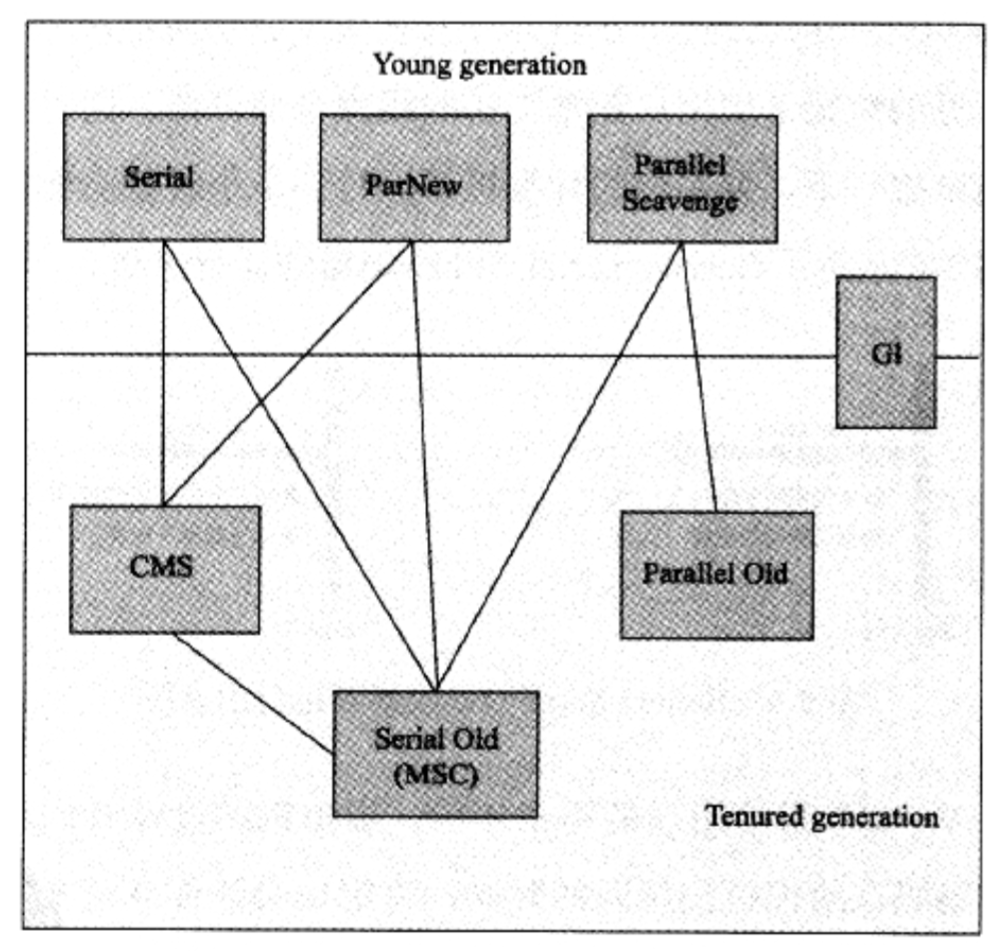 Young generation
Serial
ParNew
Parallel
Scavenge
G1
CMS
Parallel Old
Serial Old
(MSC)
Tenured generation